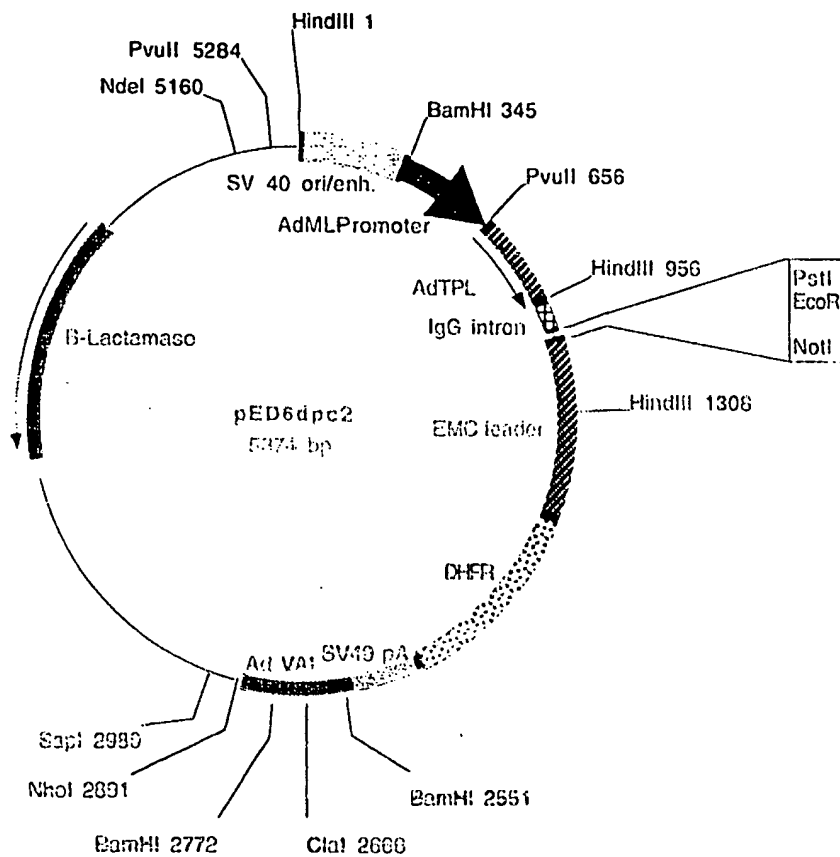 HindIII 1
PvuII 5284
NdeI 5160
BamHI 345
SV 40 ori/enh.
PvuII 656
AdMLPromoter
HindIII 956
AdTPL
PstI
EcoR
IgG intron
NotI
B-Lactamase
HindIII 1308
pED6dpc2
EMC leader
5374 bp
DHFR
Ad VAI
SV40 pA
SapI 2980
NheI 2891
BamHI 2551
BamHI 2772
ClaI 2666